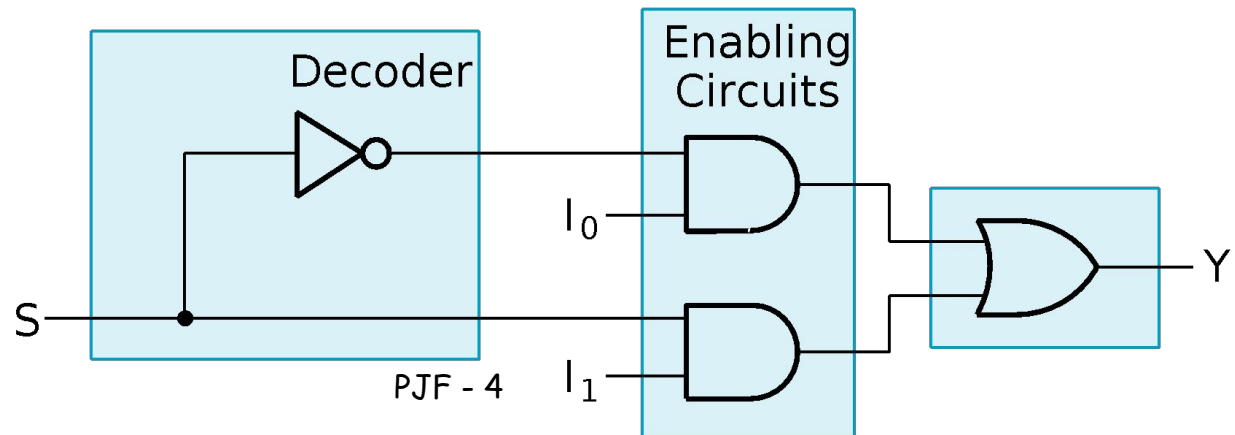 Decoder
Enabling
Circuits
I0
S
I1
Y
PJF - 4